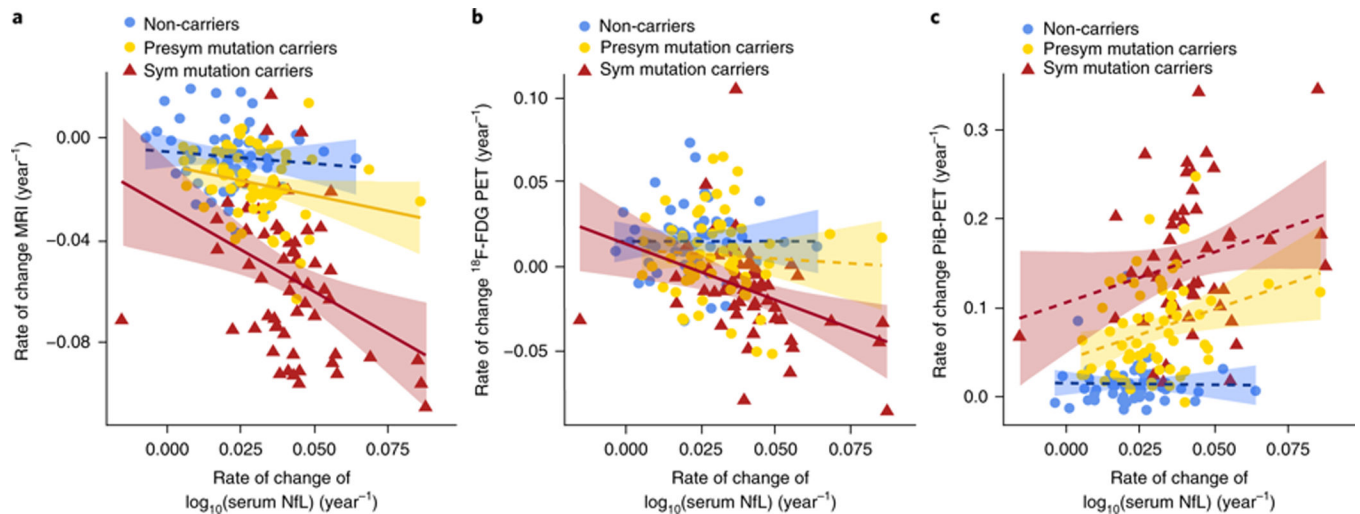 a
Non-carriers
Presym mutation carriers
Sym mutation carriers
Rate of change MRI (year⁻¹)
0.00
−0.04
−0.08
0.000 0.025 0.050 0.075
Rate of change of
log₁₀(serum NfL) (year⁻¹)
b
Non-carriers
Presym mutation carriers
Sym mutation carriers
Rate of change ¹⁸F-FDG PET (year⁻¹)
0.10
0.05
0.00
−0.05
0.000 0.025 0.050 0.075
Rate of change of
log₁₀(serum NfL) (year⁻¹)
c
Non-carriers
Presym mutation carriers
Sym mutation carriers
Rate of change PiB-PET (year⁻¹)
0.3
0.2
0.1
0.0
0.000 0.025 0.050 0.075
Rate of change of
log₁₀(serum NfL) (year⁻¹)